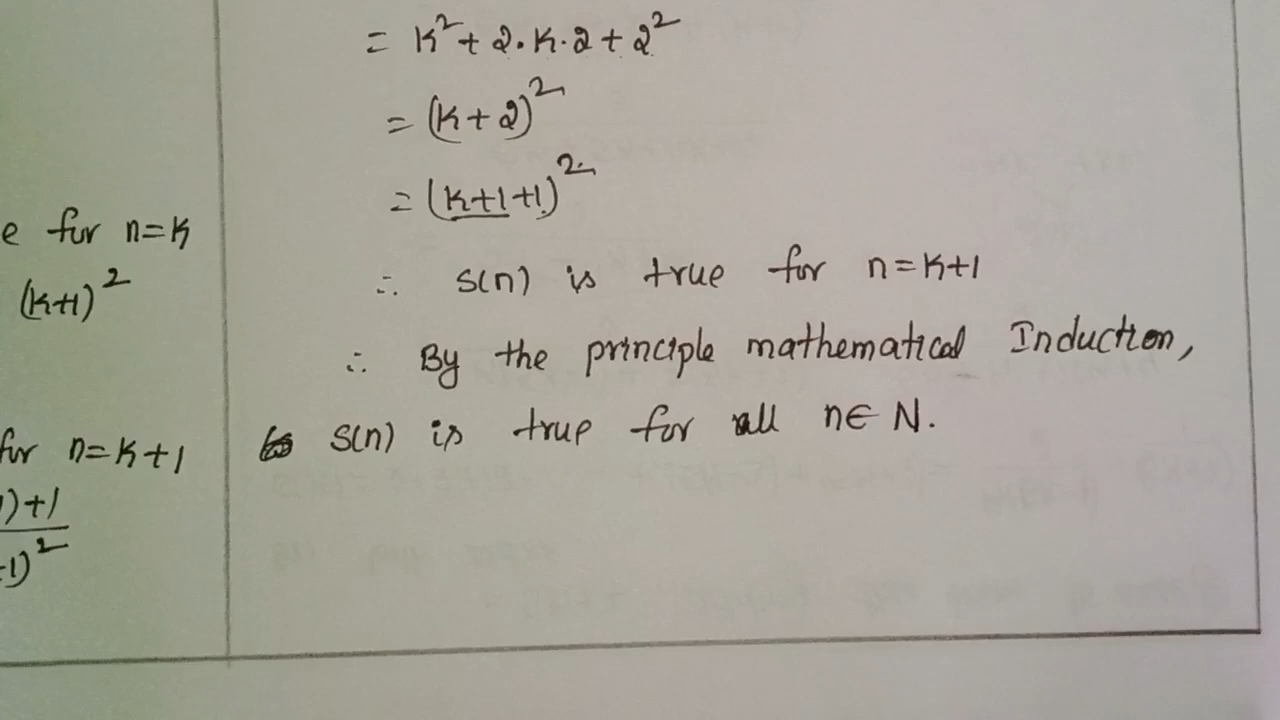 e for n=k
(k+1)²
for n=k+1
)+1
-1)²
= k²+2.k.2+2²
= (k+2)²
= (k+1+1)²
∴ S(n) is true for n=k+1
∴ By the principle mathematical Induction,
S(n) is true for all n∈N.